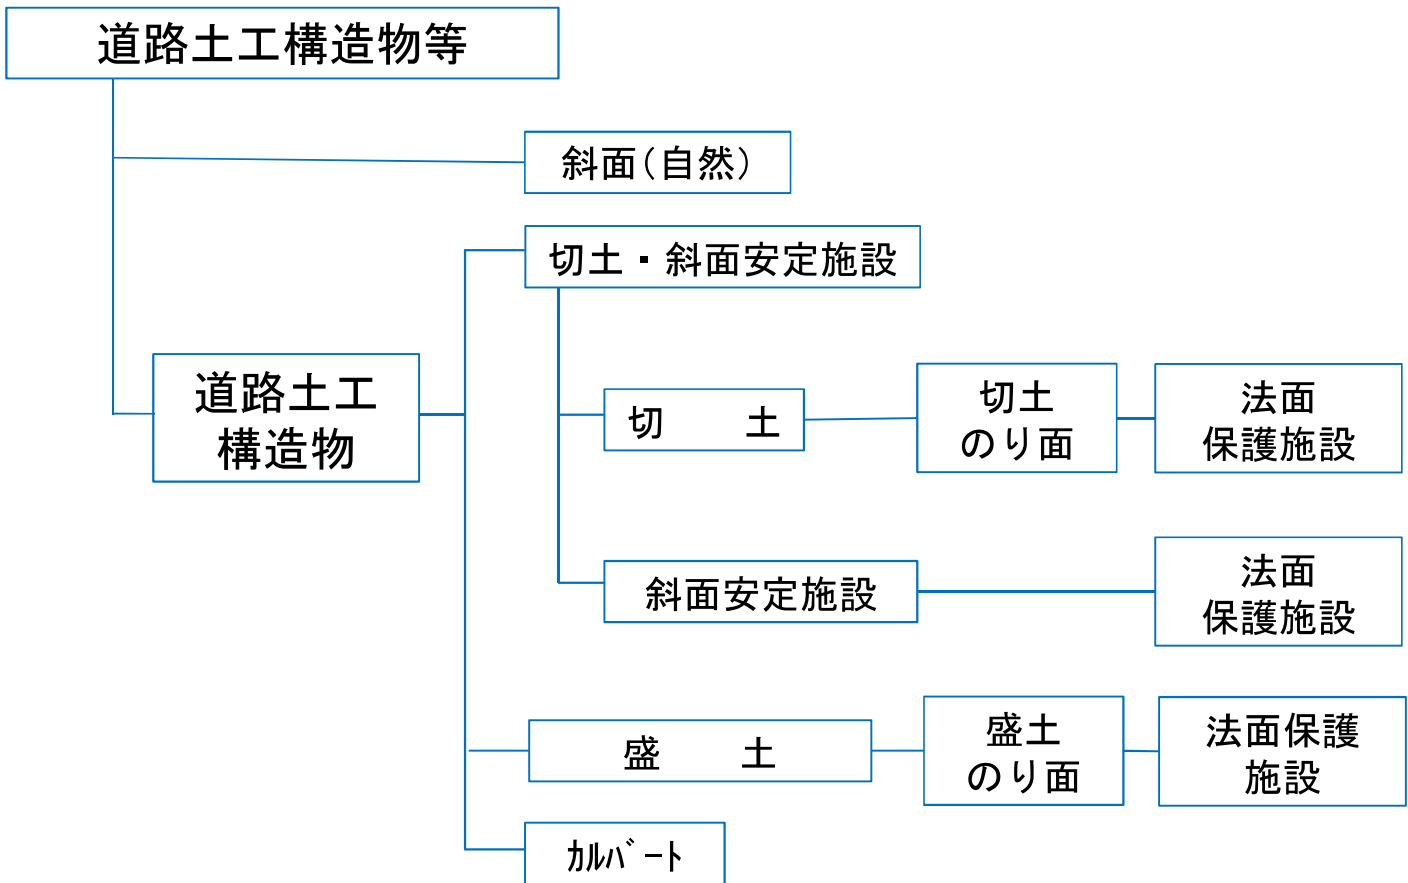 道路土工構造物等
斜面(自然)
切土・斜面安定施設
道路土工
構造物
切　　土
切土
のり面
法面
保護施設
斜面安定施設
法面
保護施設
盛　　土
盛土
のり面
法面保護
施設
ｶﾙﾊﾞｰﾄ